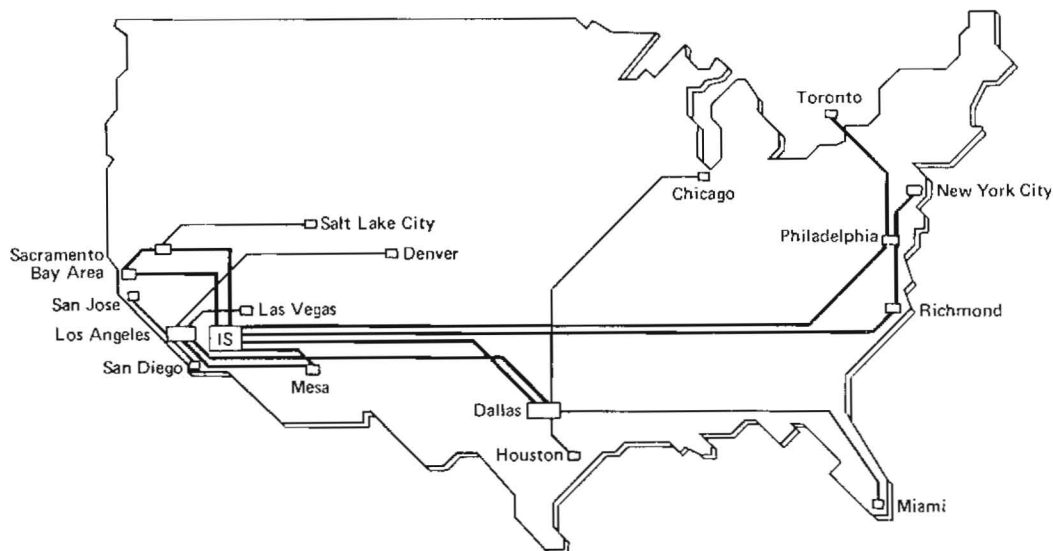 Toronto
Chicago
New York City
Salt Lake City
Philadelphia
Denver
Sacramento
Bay Area
San Jose
Las Vegas
Richmond
Los Angeles
IS
San Diego
Mesa
Dallas
Houston
Miami